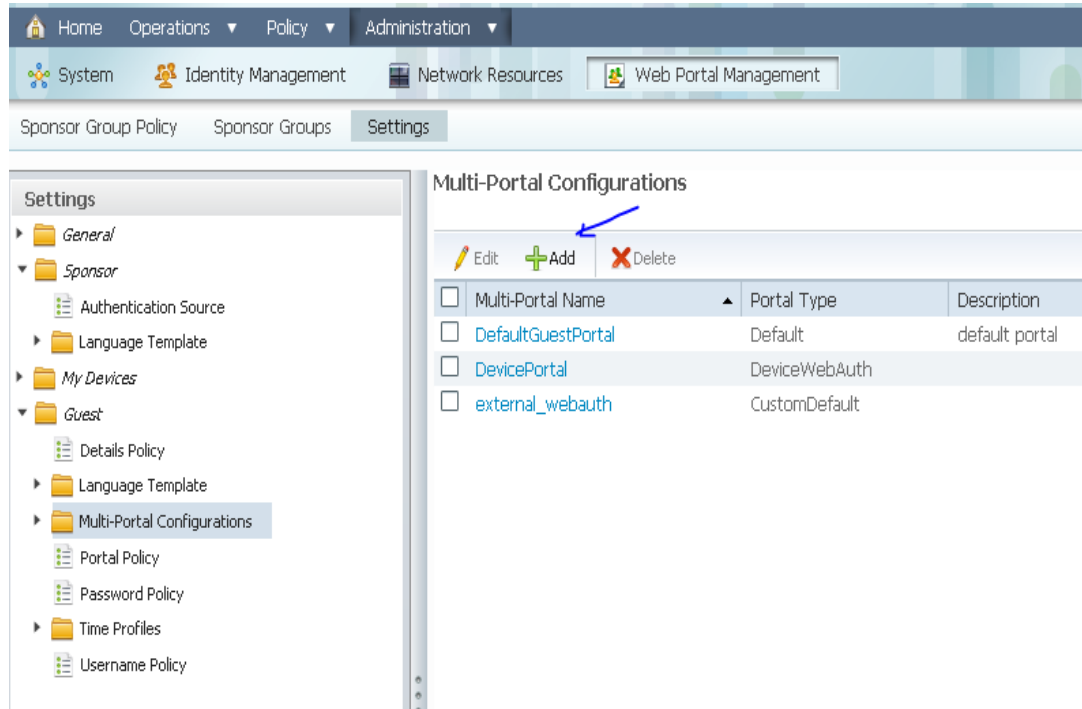 Home Operations ▼ Policy ▼ Administration ▼
System Identity Management Network Resources Web Portal Management
Sponsor Group Policy Sponsor Groups Settings
Settings
General
Sponsor
Authentication Source
Language Template
My Devices
Guest
Details Policy
Language Template
Multi-Portal Configurations
Portal Policy
Password Policy
Time Profiles
Username Policy
Multi-Portal Configurations
Edit Add Delete
Multi-Portal Name Portal Type Description
DefaultGuestPortal Default default portal
DevicePortal DeviceWebAuth
external_webauth CustomDefault